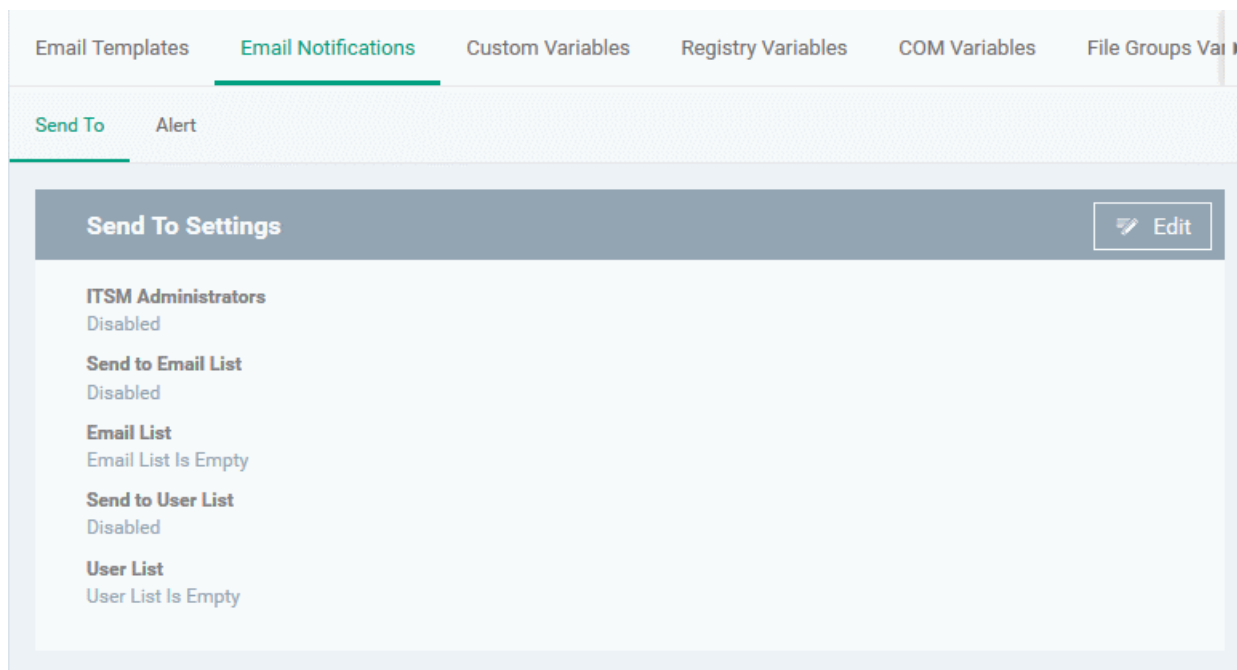 Email Templates Email Notifications Custom Variables Registry Variables COM Variables File Groups
Send To Alert
Send To Settings Edit
ITSM Administrators
Disabled
Send to Email List
Disabled
Email List
Email List Is Empty
Send to User List
Disabled
User List
User List Is Empty